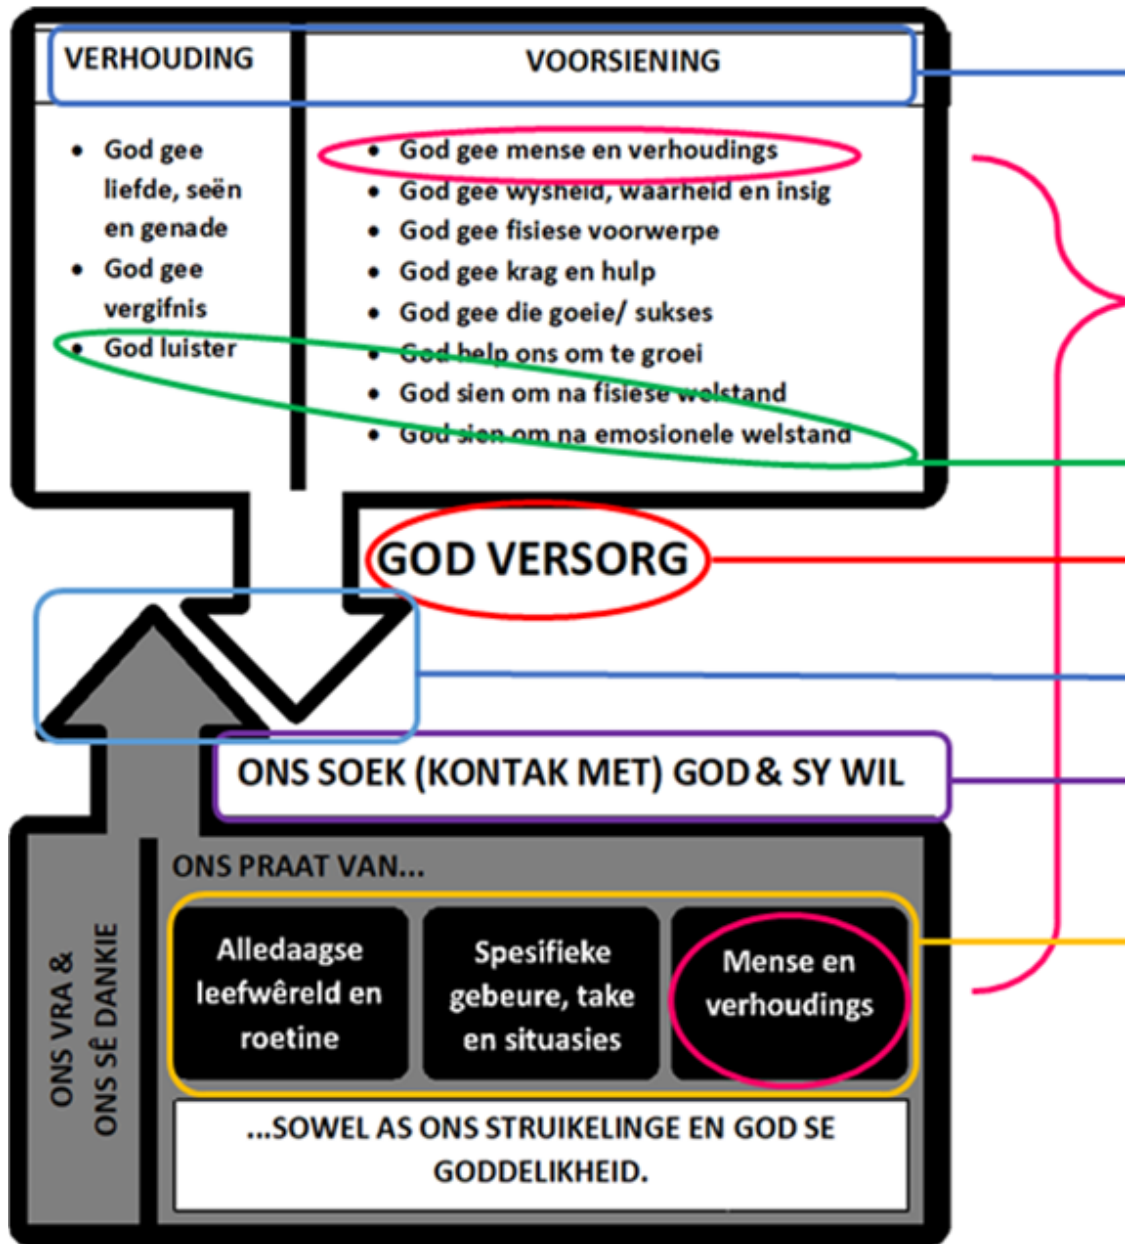 VERHOUDING
• God gee
liefde, seën
en genade
• God gee
vergifnis
• God luister
VOORSIENING
• God gee mense en verhoudings
• God gee wysheid, waarheid en insig
• God gee fisiese voorwerpe
• God gee krag en hulp
• God gee die goeie/ sukses
• God help ons om te groei
• God sien om na fisiese welstand
• God sien om na emosionele welstand
GOD VERSORG
ONS SOEK (KONTAK MET) GOD & SY WIL
ONS VRA &
ONS SÊ DANKIE
ONS PRAAT VAN...
Alledaagse
leefwêreld en
roetine
Spesifieke
gebeure, take
en situasies
Mense en
verhoudings
...SOWEL AS ONS STRUIKELINGE EN GOD SE
GODDELIKHEID.